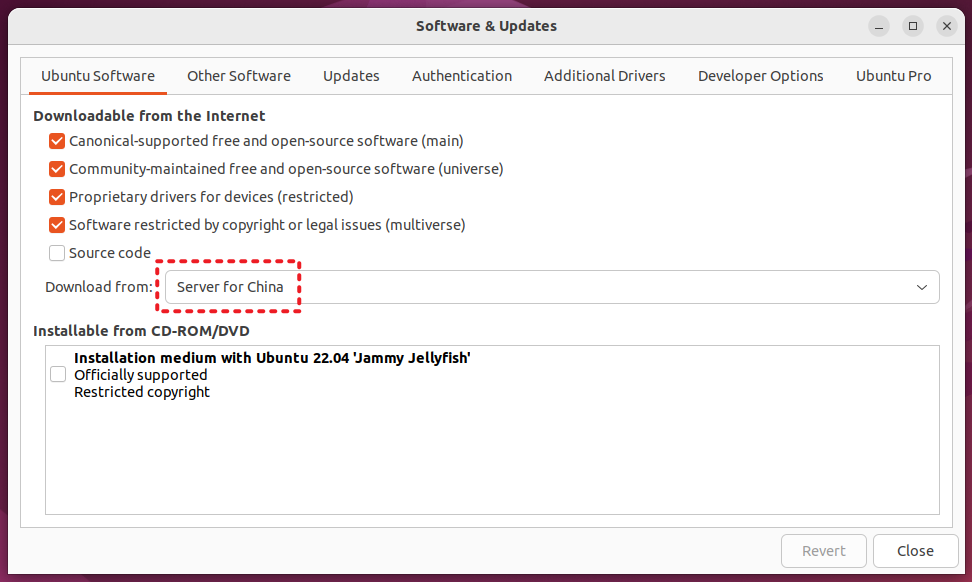 Software & Updates
Ubuntu Software Other Software Updates Authentication Additional Drivers Developer Options Ubuntu Pro
Downloadable from the Internet
Canonical-supported free and open-source software (main)
Community-maintained free and open-source software (universe)
Proprietary drivers for devices (restricted)
Software restricted by copyright or legal issues (multiverse)
Source code
Download from: Server for China
Installable from CD-ROM/DVD
Installation medium with Ubuntu 22.04 'Jammy Jellyfish'
Officially supported
Restricted copyright
Revert Close